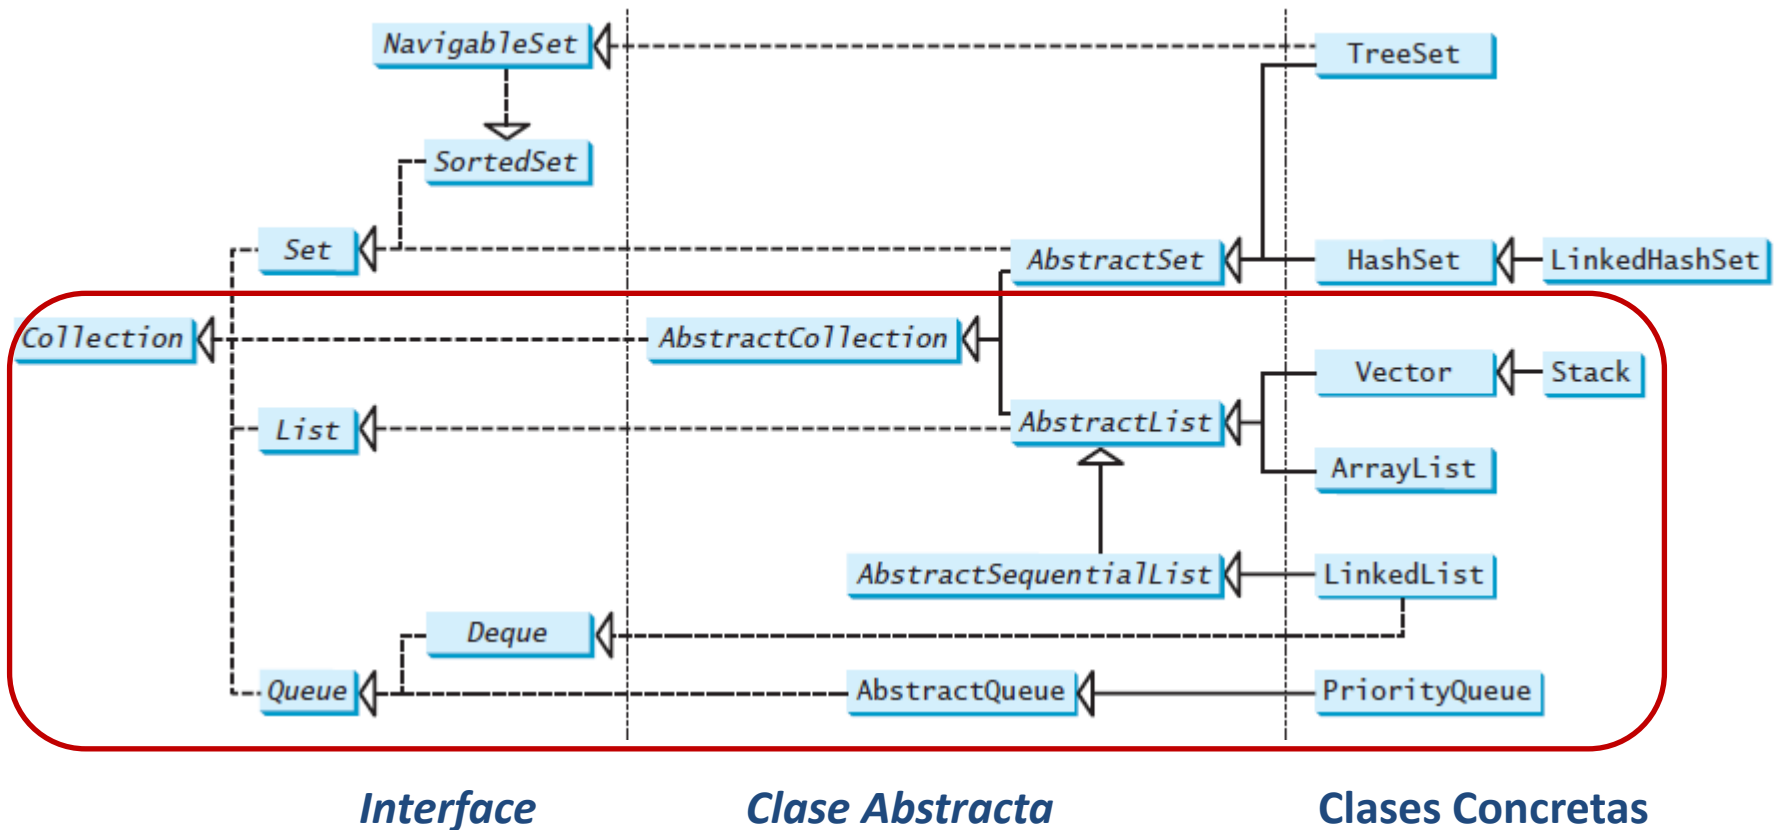 NavigableSet
TreeSet
SortedSet
Set
AbstractSet
HashSet
LinkedHashSet
Collection
AbstractCollection
Vector
Stack
List
AbstractList
ArrayList
AbstractSequentialList
LinkedList
Deque
Queue
AbstractQueue
PriorityQueue
Interface
Clase Abstracta
Clases Concretas